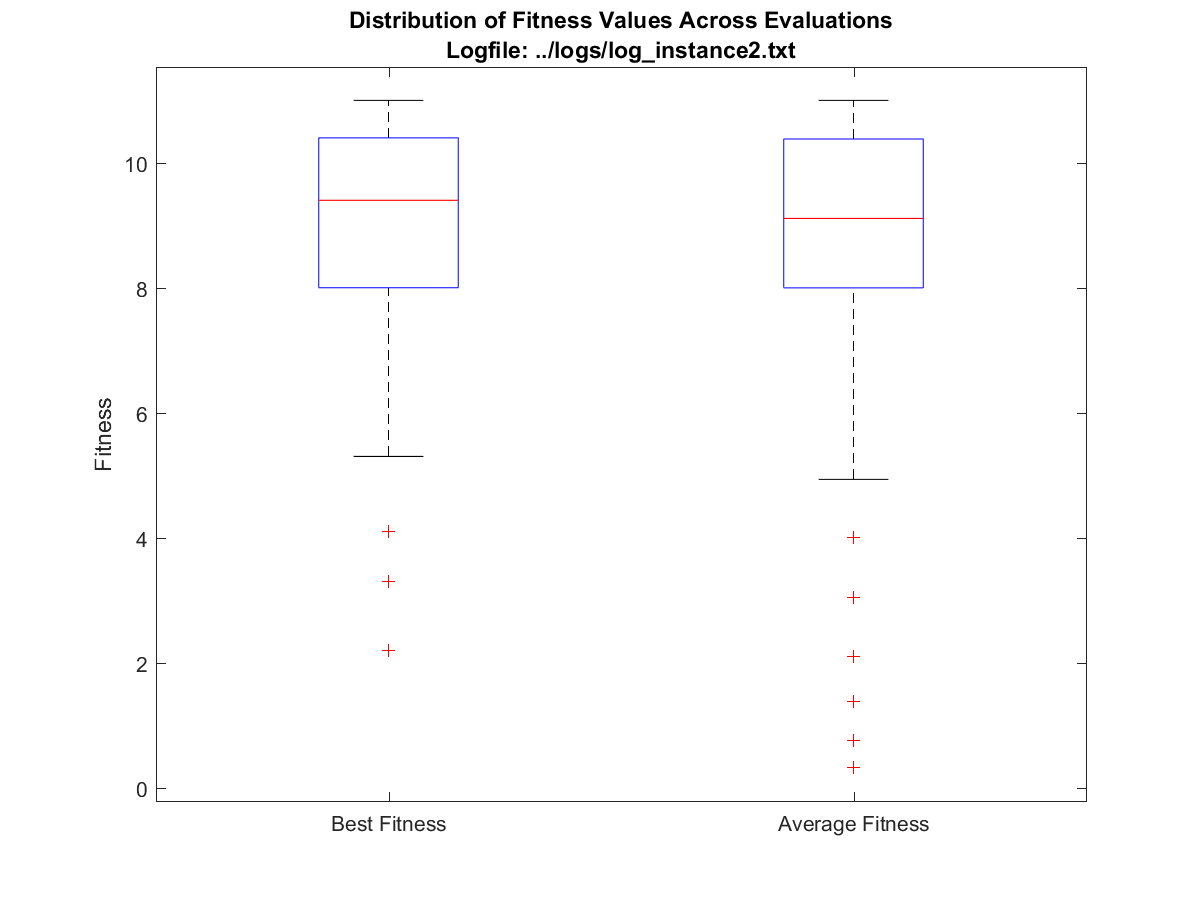 Distribution of Fitness Values Across Evaluations
Logfile: ../logs/log_instance2.txt
10
8
6
4
2
0
Fitness
Best Fitness
Average Fitness